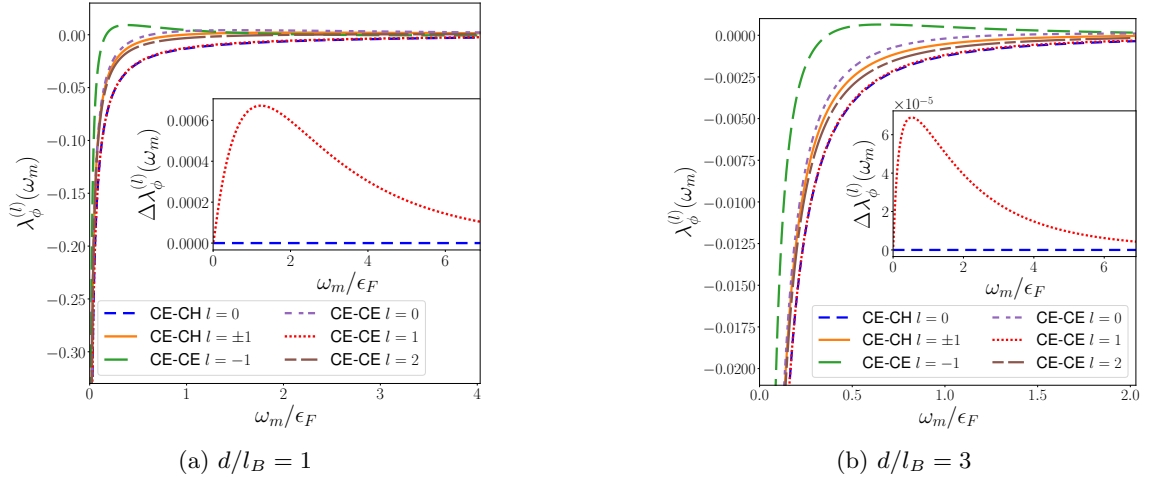 0.00
−0.05
−0.10
−0.15
−0.20
−0.25
−0.30
λ_ϕ^{(l)}(ω_m)
0 1 2 3 4
ω_m/ϵ_F
0.0006
0.0004
0.0002
0.0000
Δλ_ϕ^{(l)}(ω_m)
0 2 4 6
ω_m/ϵ_F
CE-CH l = 0
CE-CH l = ±1
CE-CE l = −1
CE-CE l = 0
CE-CE l = 1
CE-CE l = 2
(a) d/l_B = 1
0.0000
−0.0025
−0.0050
−0.0075
−0.0100
−0.0125
−0.0150
−0.0175
−0.0200
λ_ϕ^{(l)}(ω_m)
0.0 0.5 1.0 1.5 2.0
ω_m/ϵ_F
×10^{−5}
6
4
2
0
Δλ_ϕ^{(l)}(ω_m)
0 2 4 6
ω_m/ϵ_F
CE-CH l = 0
CE-CH l = ±1
CE-CE l = −1
CE-CE l = 0
CE-CE l = 1
CE-CE l = 2
(b) d/l_B = 3